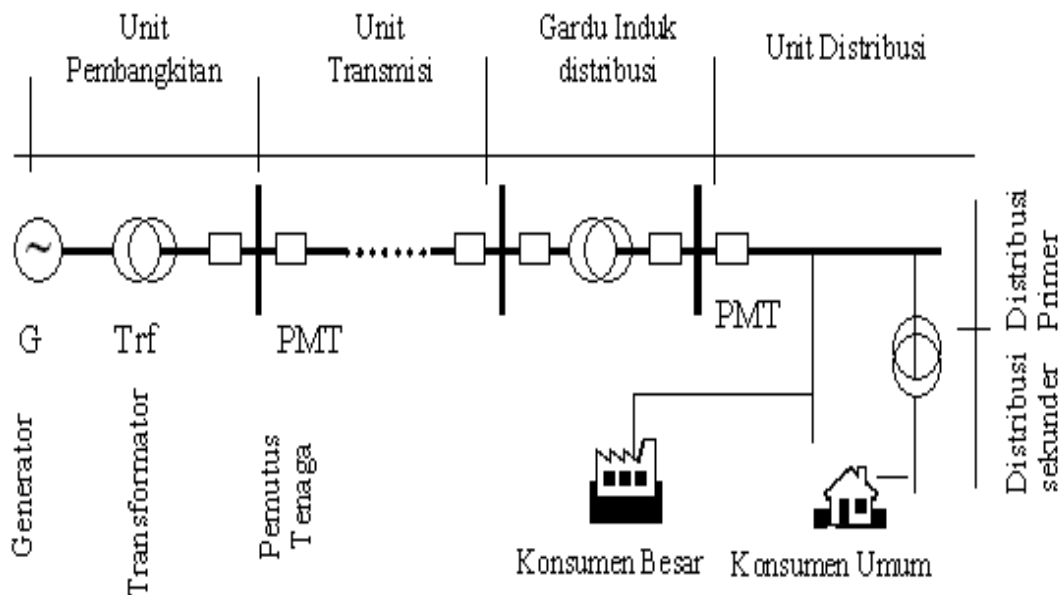 Unit
Pembangkitan
Unit
Transmisi
Gardu Induk
distribusi
Unit Distribusi
~
G
Trf
PMT
PMT
Generator
Transformator
Pemutus
Tenaga
Konsumen Besar
Konsumen Umum
Distribusi
Primer
Distribusi
sekunder